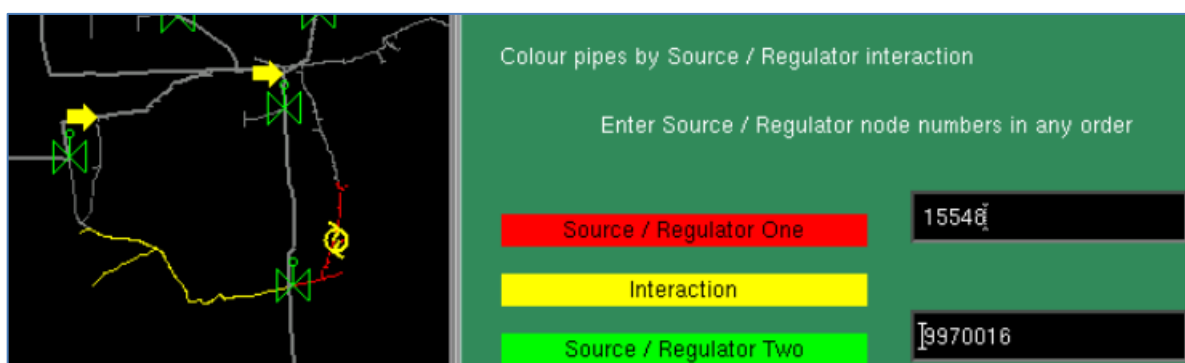 Colour pipes by Source / Regulator interaction
Enter Source / Regulator node numbers in any order
Source / Regulator One
15548
Interaction
Source / Regulator Two
9970016